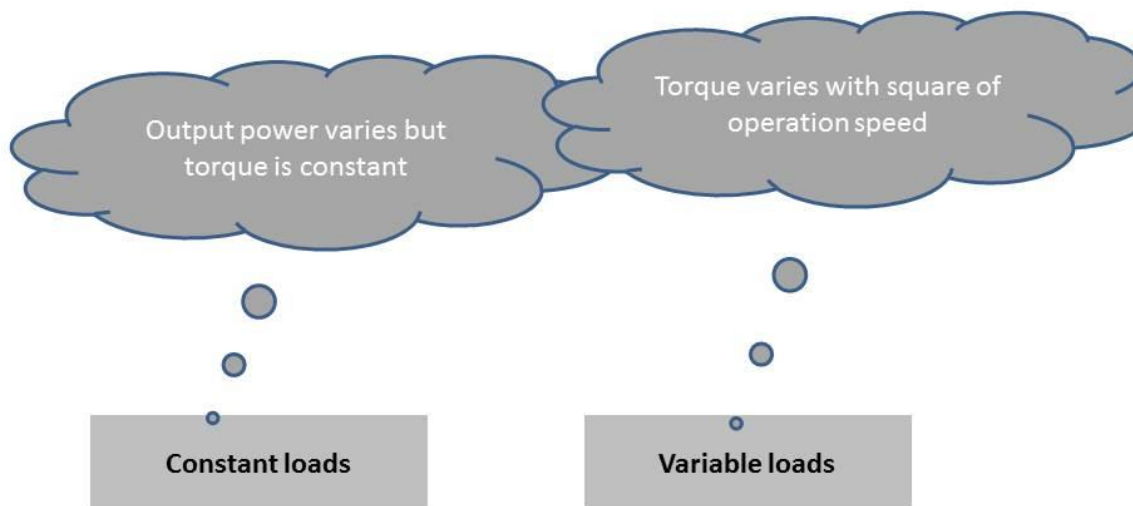 Output power varies but
torque is constant
Torque varies with square of
operation speed
Constant loads
Variable loads